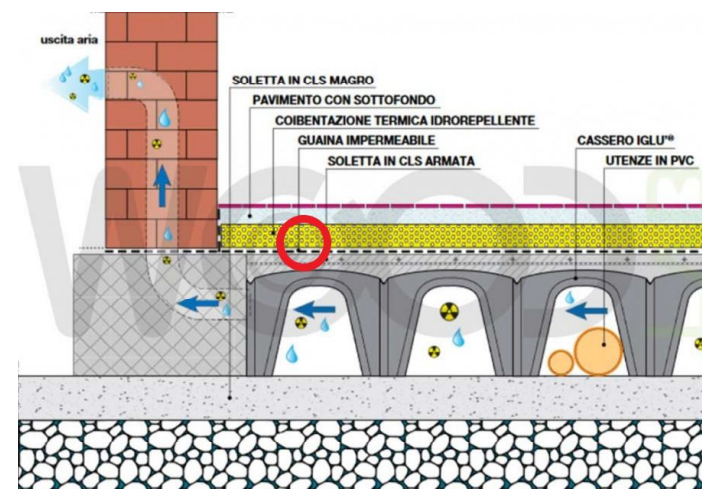 uscita aria
SOLETTA IN CLS MAGRO
PAVIMENTO CON SOTTOFONDO
COIBENTAZIONE TERMICA IDROREPELLENTE
GUAINA IMPERMEABILE
SOLETTA IN CLS ARMATA
CASSERO IGLU'®
UTENZE IN PVC